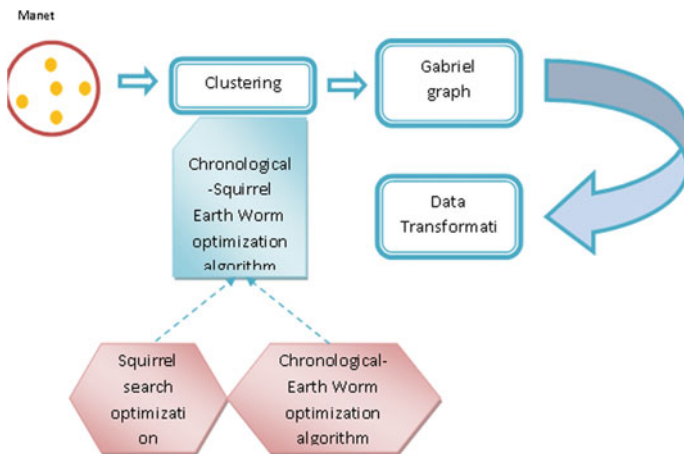 Manet
Clustering
Gabriel
graph
Chronological
-Squirrel
Earth Worm
optimization
algorithm
Data
Transformati
Squirrel
search
optimizati
on
Chronological-
Earth Worm
optimization
algorithm